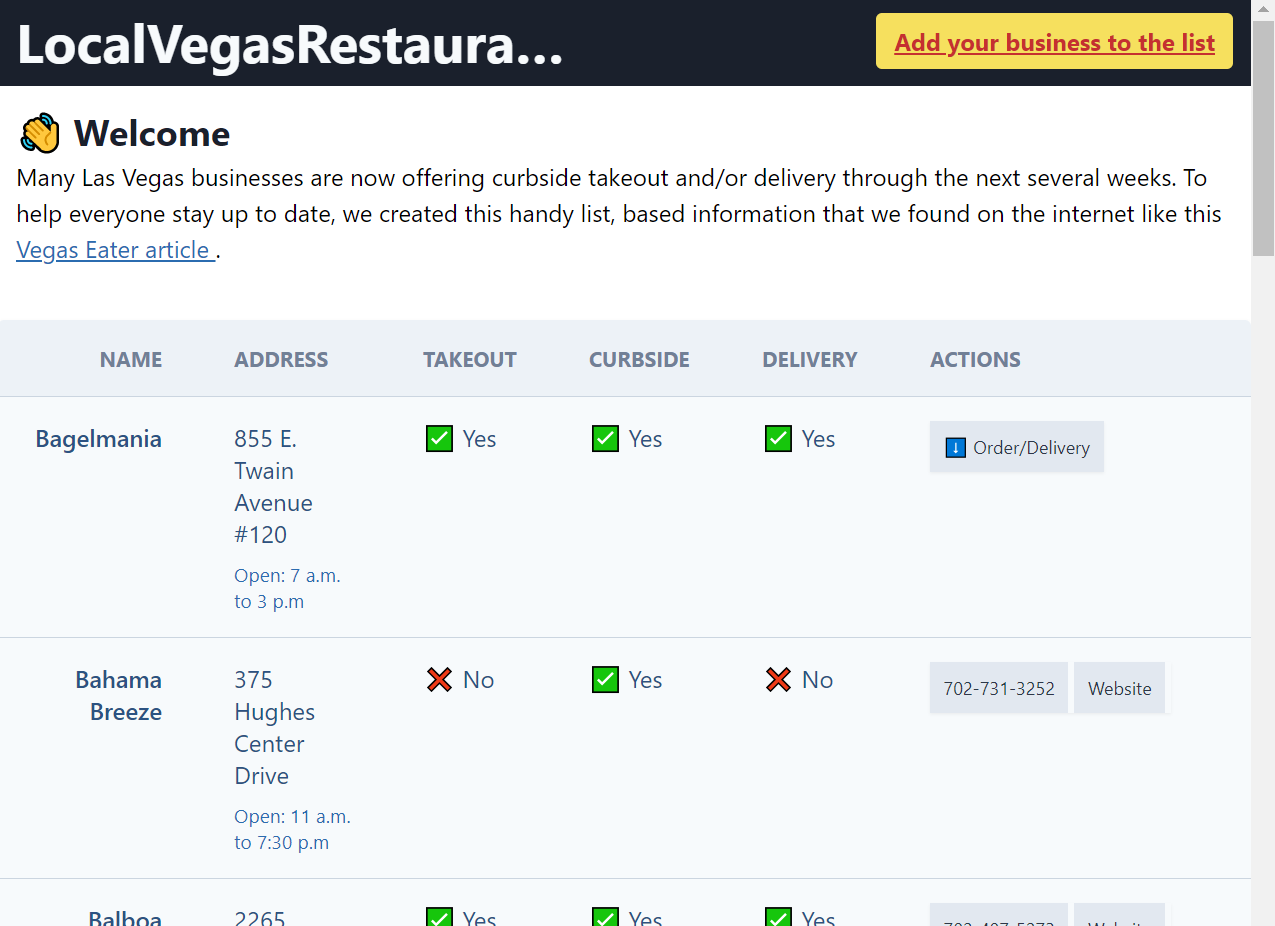 LocalVegasRestaura...
Add your business to the list
Welcome
Many Las Vegas businesses are now offering curbside takeout and/or delivery through the next several weeks. To
help everyone stay up to date, we created this handy list, based information that we found on the internet like this
Vegas Eater article .
NAME ADDRESS TAKEOUT CURBSIDE DELIVERY ACTIONS
Bagelmania 855 E. Yes Yes Yes Order/Delivery
Twain
Avenue
#120
Open: 7 a.m.
to 3 p.m
Bahama 375 No Yes No 702-731-3252 Website
Breeze Hughes
Center
Drive
Open: 11 a.m.
to 7:30 p.m
Balboa 2265 Yes Yes Yes Website